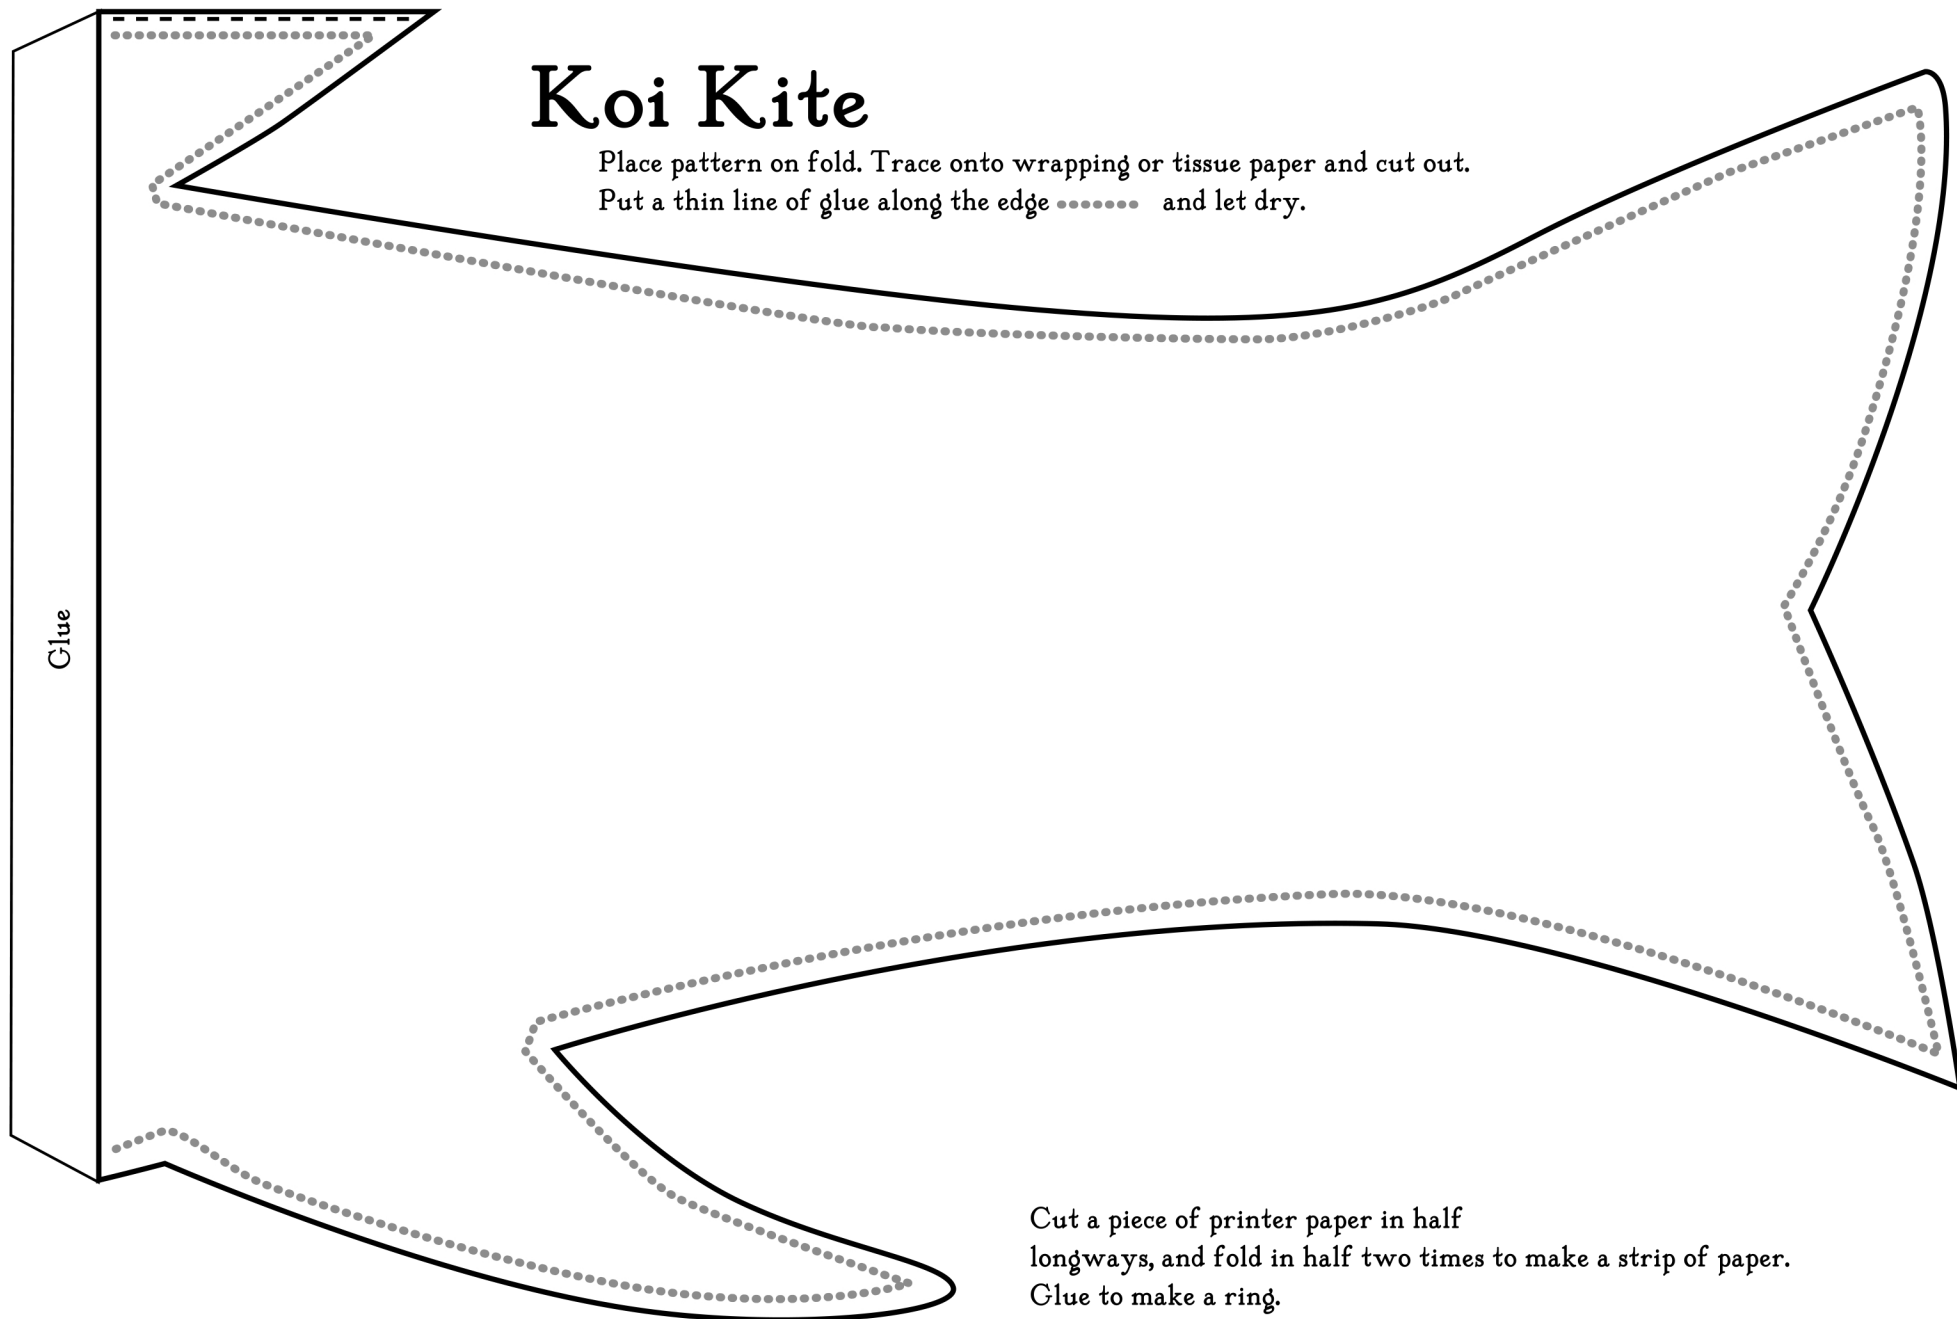 Koi Kite
Place pattern on fold. Trace onto wrapping or tissue paper and cut out.
Put a thin line of glue along the edge and let dry.
Glue
Cut a piece of printer paper in half
longways, and fold in half two times to make a strip of paper.
Glue to make a ring.